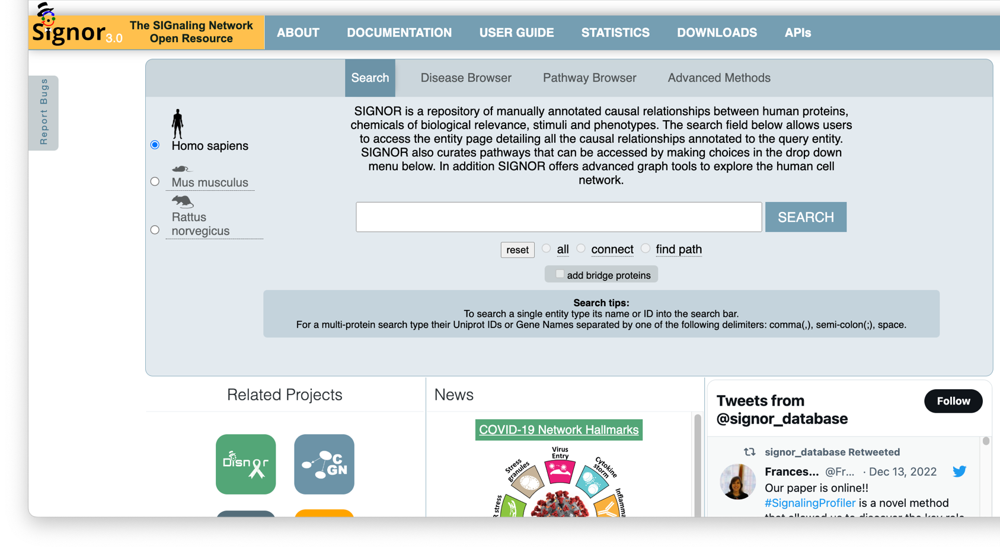 Signor 3.0
The SIGnaling Network
Open Resource
ABOUT
DOCUMENTATION
USER GUIDE
STATISTICS
DOWNLOADS
APIs
Report Bugs
Search
Disease Browser
Pathway Browser
Advanced Methods
Homo sapiens
Mus musculus
Rattus
norvegicus
SIGNOR is a repository of manually annotated causal relationships between human proteins,
chemicals of biological relevance, stimuli and phenotypes. The search field below allows users
to access the entity page detailing all the causal relationships annotated to the query entity.
SIGNOR also curates pathways that can be accessed by making choices in the drop down
menu below. In addition SIGNOR offers advanced graph tools to explore the human cell
network.
SEARCH
reset
all
connect
find path
add bridge proteins
Search tips:
To search a single entity type its name or ID into the search bar.
For a multi-protein search type their Uniprot IDs or Gene Names separated by one of the following delimiters: comma(,), semi-colon(;), space.
Related Projects
Disnor
C
GN
News
COVID-19 Network Hallmarks
Virus
Entry
Stress
granules
Cytokine
storm
stress
Tweets from
@signor_database
Follow
signor_database Retweeted
Frances... @Fr... · Dec 13, 2022
Our paper is online!!
#SignalingProfiler is a novel method
that allowed us to discover the key role